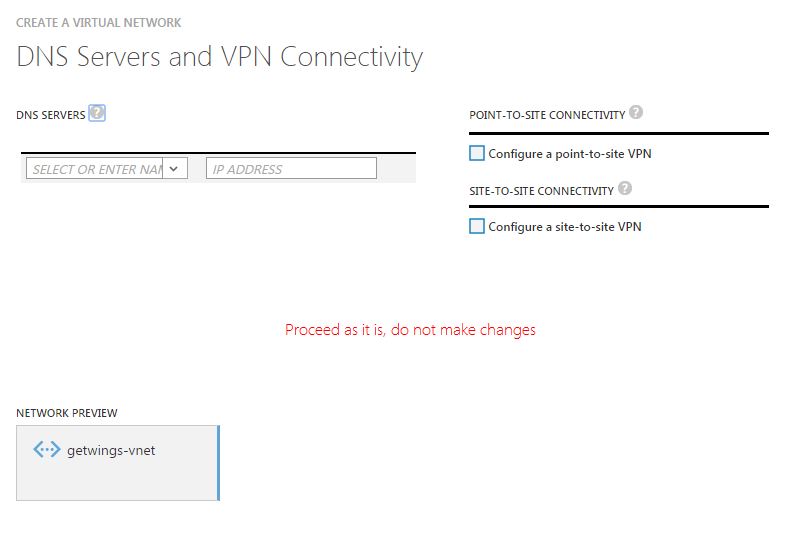 CREATE A VIRTUAL NETWORK
DNS Servers and VPN Connectivity
DNS SERVERS ?
SELECT OR ENTER NAM
IP ADDRESS
POINT-TO-SITE CONNECTIVITY ?
Configure a point-to-site VPN
SITE-TO-SITE CONNECTIVITY ?
Configure a site-to-site VPN
Proceed as it is, do not make changes
NETWORK PREVIEW
getwings-vnet